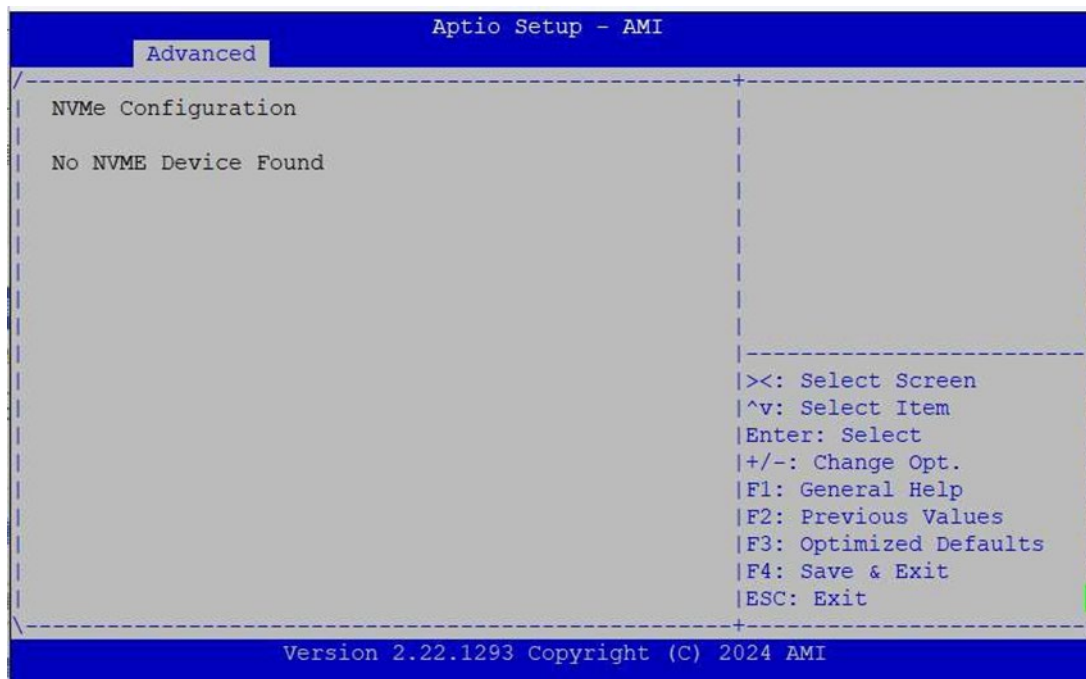 Aptio Setup - AMI
Advanced
NVMe Configuration
No NVME Device Found
><: Select Screen
^v: Select Item
Enter: Select
+/-: Change Opt.
F1: General Help
F2: Previous Values
F3: Optimized Defaults
F4: Save & Exit
ESC: Exit
Version 2.22.1293 Copyright (C) 2024 AMI